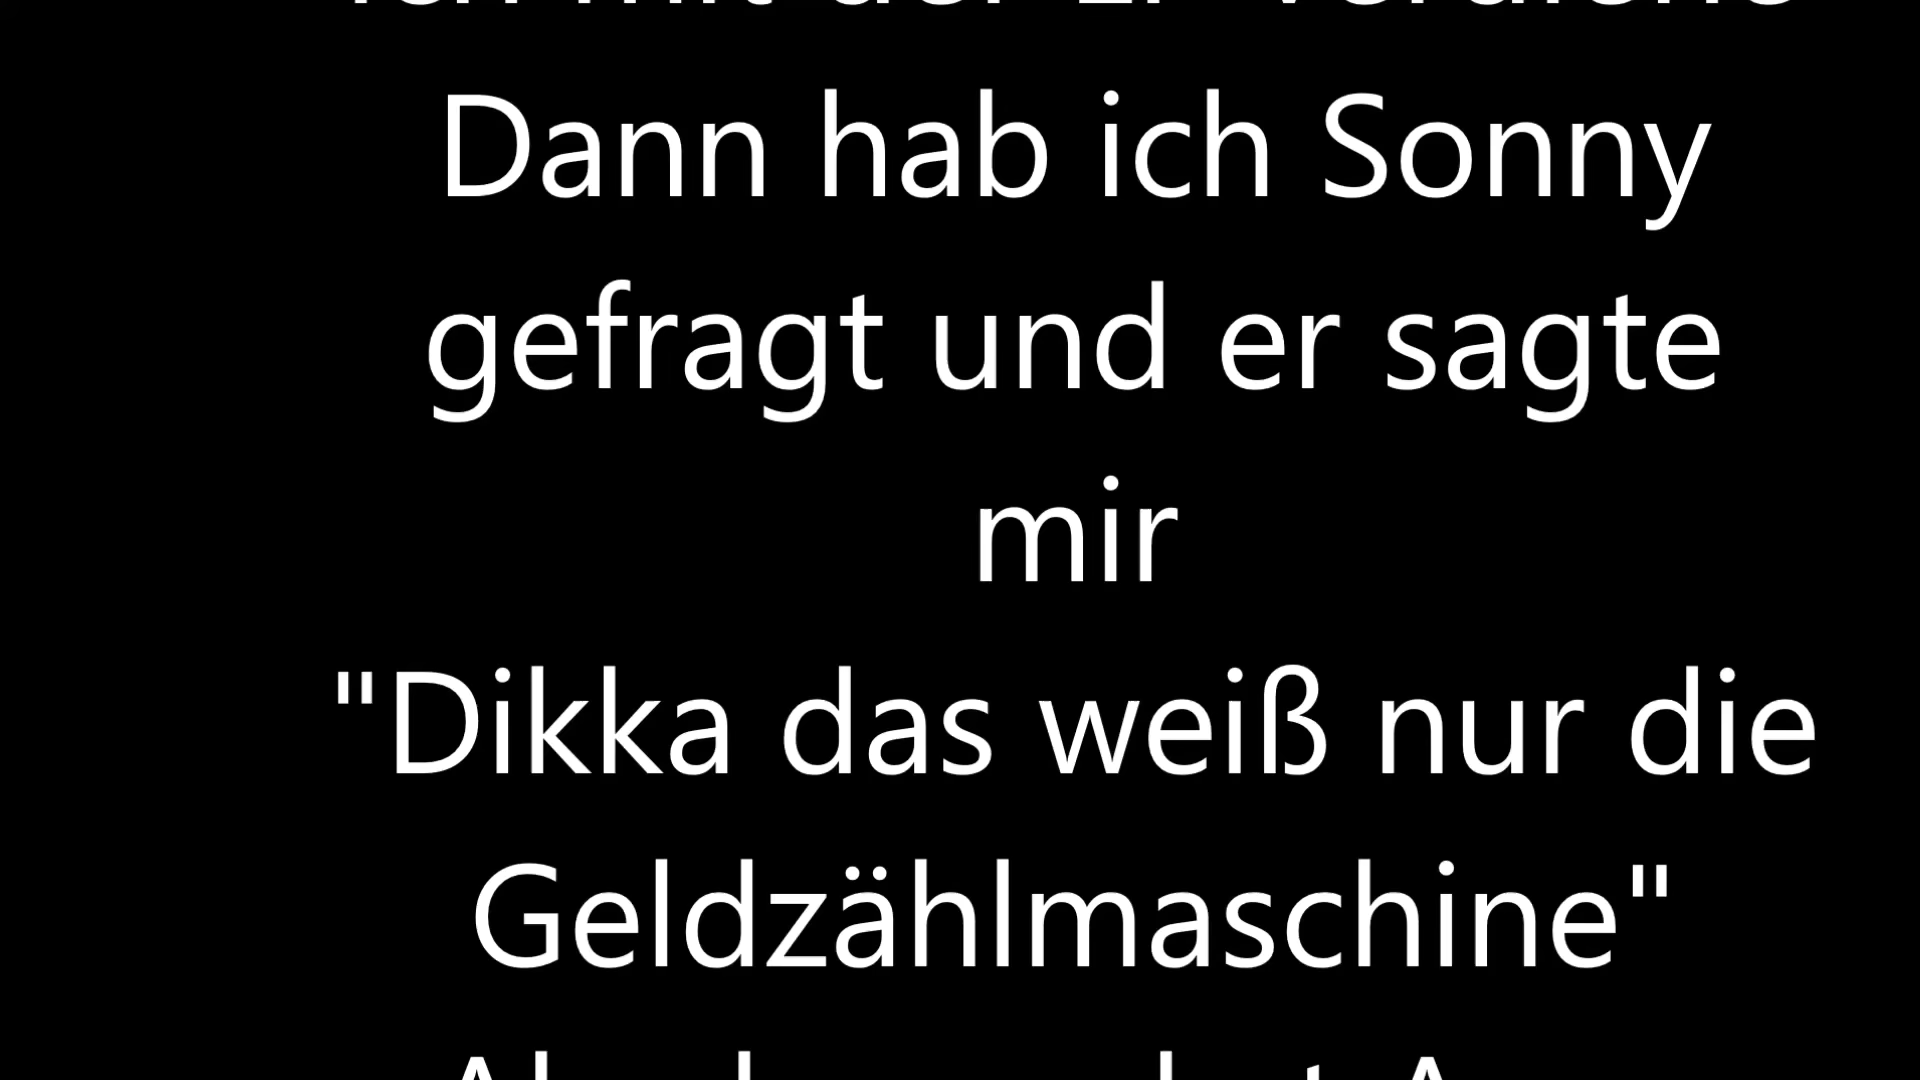 Dann hab ich Sonny
gefragt und er sagte
mir
"Dikka das weiß nur die
Geldzählmaschine"